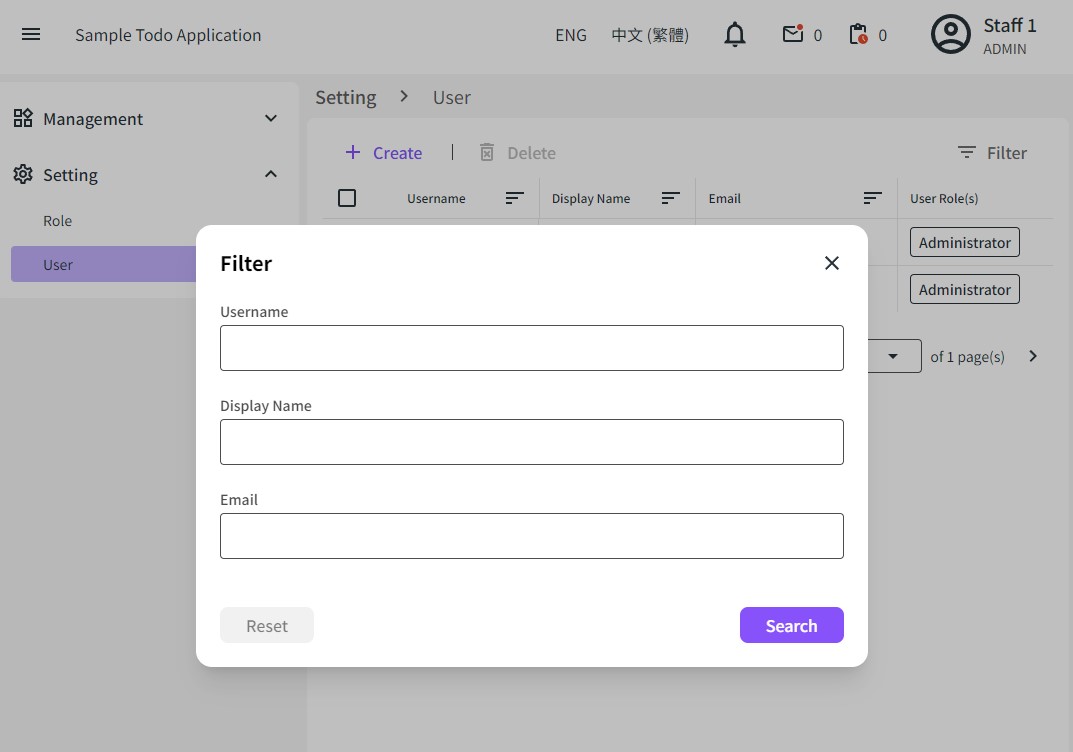 Sample Todo Application
ENG 中文 (繁體) 0 0
Staff 1
ADMIN
Management
Setting
Role
User
Setting User
Create Delete Filter
Username Display Name Email User Role(s)
Administrator
Administrator
of 1 page(s)
Filter
Username
Display Name
Email
Reset Search